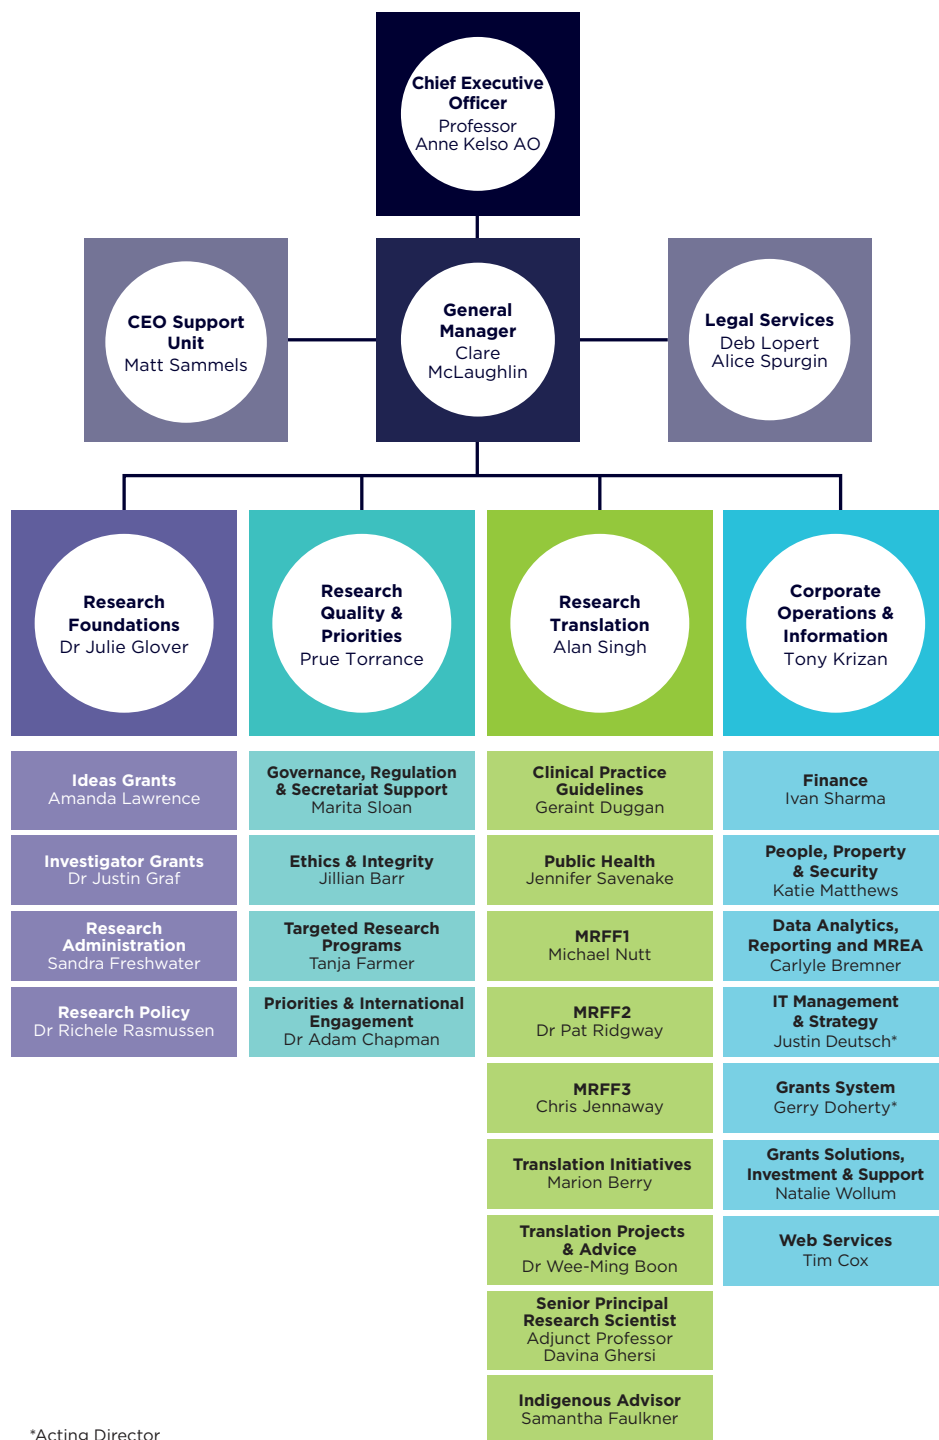 Chief Executive
Officer
Professor
Anne Kelso AO
CEO Support
Unit
Matt Sammels
General
Manager
Clare
McLaughlin
Legal Services
Deb Lopert
Alice Spurgin
Research
Foundations
Dr Julie Glover
Research
Quality &
Priorities
Prue Torrance
Research
Translation
Alan Singh
Corporate
Operations &
Information
Tony Krizan
Ideas Grants
Amanda Lawrence
Investigator Grants
Dr Justin Graf
Research
Administration
Sandra Freshwater
Research Policy
Dr Richele Rasmussen
Governance, Regulation
& Secretariat Support
Marita Sloan
Ethics & Integrity
Jillian Barr
Targeted Research
Programs
Tanja Farmer
Priorities & International
Engagement
Dr Adam Chapman
Clinical Practice
Guidelines
Geraint Duggan
Public Health
Jennifer Savenake
MRFF1
Michael Nutt
MRFF2
Dr Pat Ridgway
MRFF3
Chris Jennaway
Translation Initiatives
Marion Berry
Translation Projects
& Advice
Dr Wee-Ming Boon
Senior Principal
Research Scientist
Adjunct Professor
Davina Ghersi
Indigenous Advisor
Samantha Faulkner
Finance
Ivan Sharma
People, Property
& Security
Katie Matthews
Data Analytics,
Reporting and MREA
Carlyle Bremner
IT Management
& Strategy
Justin Deutsch*
Grants System
Gerry Doherty*
Grants Solutions,
Investment & Support
Natalie Wollum
Web Services
Tim Cox
*Acting Director